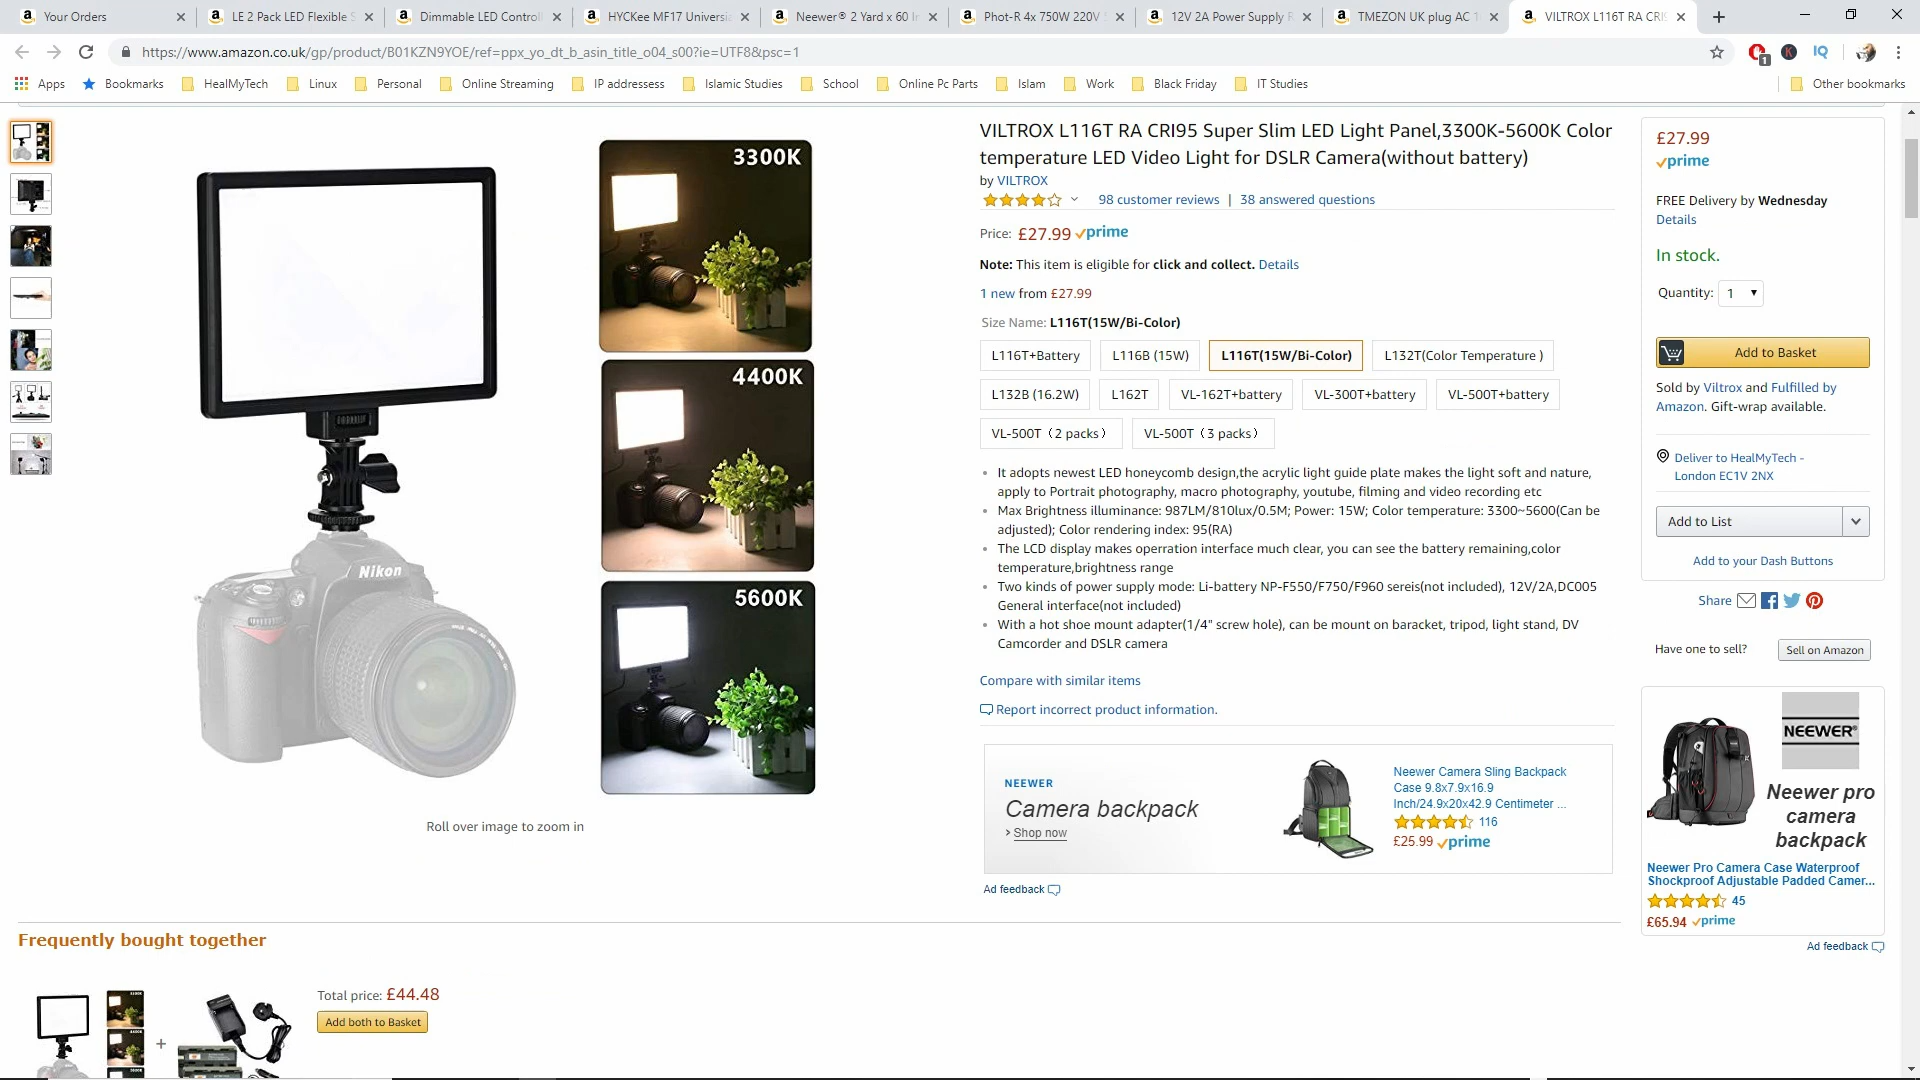 Your Orders
LE 2 Pack LED Flexible S
Dimmable LED Controll
HYCKee MF17 Universa
Neewer® 2 Yard x 60 In
Phot-R 4x 750W 220V
12V 2A Power Supply
TMEZON UK plug AC 1
VILTROX L116T RA CRI9
https://www.amazon.co.uk/gp/product/B01KZN9YOE/ref=ppx_yo_dt_b_asin_title_o04_s00?ie=UTF8&psc=1
Apps
Bookmarks
HealMyTech
Linux
Personal
Online Streaming
IP addressess
Islamic Studies
School
Online Pc Parts
Islam
Work
Black Friday
IT Studies
Other bookmarks
3300K
4400K
5600K
Nikon
Roll over image to zoom in
VILTROX L116T RA CRI95 Super Slim LED Light Panel,3300K-5600K Color
temperature LED Video Light for DSLR Camera(without battery)
by VILTROX
98 customer reviews | 38 answered questions
Price: £27.99 prime
Note: This item is eligible for click and collect. Details
1 new from £27.99
Size Name: L116T(15W/Bi-Color)
L116T+Battery
L116B (15W)
L116T(15W/Bi-Color)
L132T(Color Temperature )
L132B (16.2W)
L162T
VL-162T+battery
VL-300T+battery
VL-500T+battery
VL-500T（2 packs）
VL-500T（3 packs）
It adopts newest LED honeycomb design,the acrylic light guide plate makes the light soft and nature,
apply to Portrait photography, macro photography, youtube, filming and video recording etc
Max Brightness illuminance: 987LM/810lux/0.5M; Power: 15W; Color temperature: 3300~5600(Can be
adjusted); Color rendering index: 95(RA)
The LCD display makes operration interface much clear, you can see the battery remaining,color
temperature,brightness range
Two kinds of power supply mode: Li-battery NP-F550/F750/F960 sereis(not included), 12V/2A,DC005
General interface(not included)
With a hot shoe mount adapter(1/4" screw hole), can be mount on baracket, tripod, light stand, DV
Camcorder and DSLR camera
Compare with similar items
Report incorrect product information.
NEEWER
Camera backpack
› Shop now
Neewer Camera Sling Backpack
Case 9.8x7.9x16.9
Inch/24.9x20x42.9 Centimeter ...
116
£25.99 prime
Ad feedback
£27.99
prime
FREE Delivery by Wednesday
Details
In stock.
Quantity: 1
Add to Basket
Sold by Viltrox and Fulfilled by
Amazon. Gift-wrap available.
Deliver to HealMyTech -
London EC1V 2NX
Add to List
Add to your Dash Buttons
Share
Have one to sell?
Sell on Amazon
NEEWER®
Neewer pro
camera
backpack
Neewer Pro Camera Case Waterproof
Shockproof Adjustable Padded Camer...
45
£65.94 prime
Ad feedback
Frequently bought together
Total price: £44.48
Add both to Basket
+